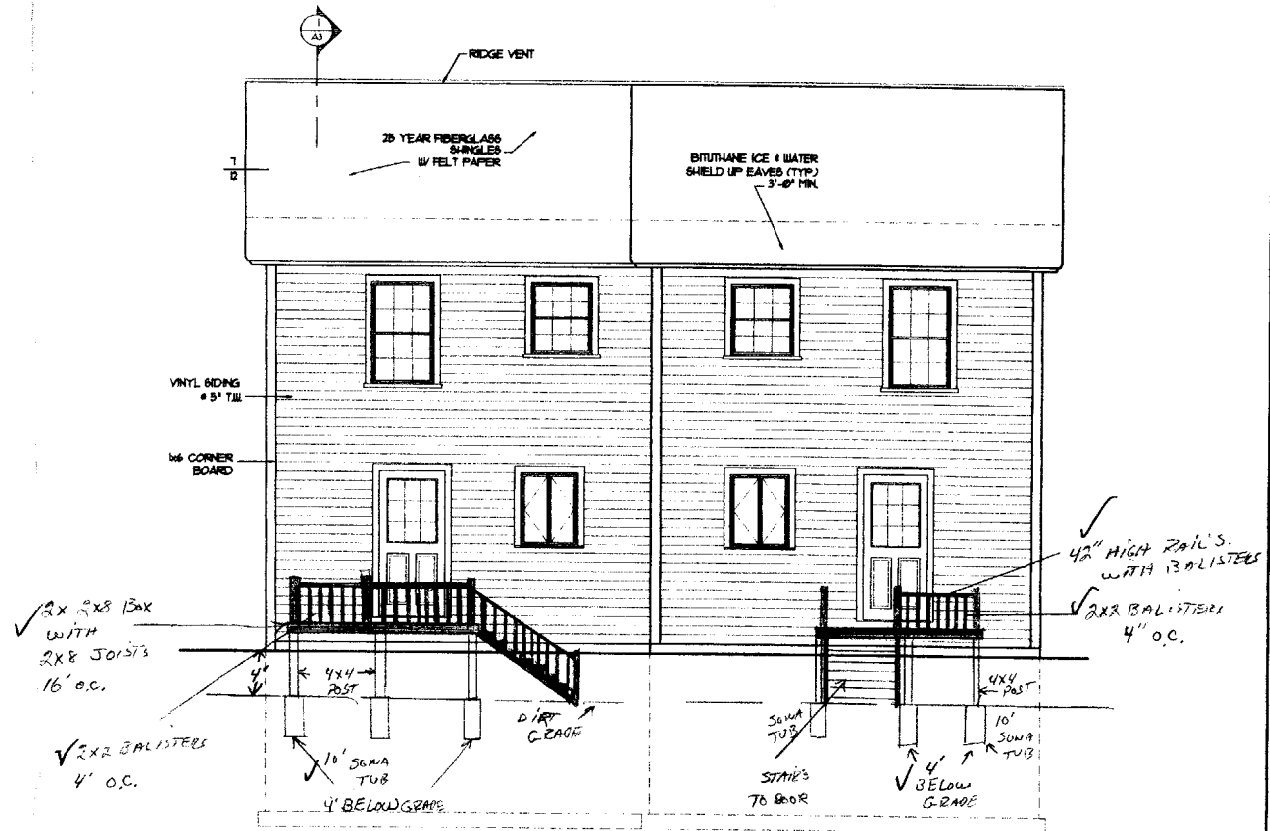 A3
RIDGE VENT
25 YEAR FIBERGLASS
SHINGLES
W/ FELT PAPER
7
12
BITUTHANE ICE & WATER
SHIELD UP EAVES (TYP.)
3'-0" MIN.
VINYL SIDING
@ 5" T.W.
1x6 CORNER
BOARD
42" HIGH RAIL'S
WITH BALISTERS
2x2 BALISTERS
4" O.C.
2x 2x8 BOX
WITH
2x8 JOISTS
16' O.C.
4'
4x4
POST
4x4
POST
DIRT
GRADE
SONA
TUB
10'
SONA
TUB
2x2 BALISTERS
4' O.C.
10' SONA
TUB
4' BELOW GRADE
STAIRS
TO DOOR
4'
BELOW
GRADE